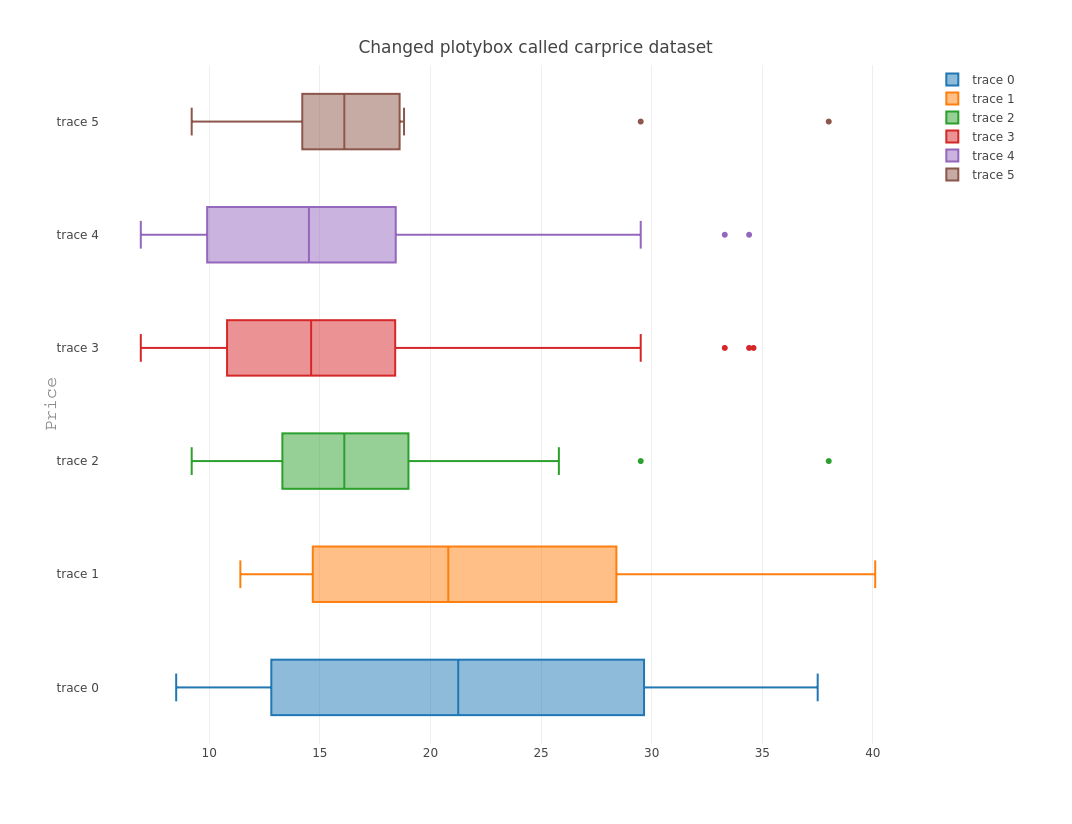 Changed plotybox called carprice dataset
trace 0
trace 1
trace 2
trace 3
trace 4
trace 5
trace 5
trace 4
trace 3
trace 2
trace 1
trace 0
Price
10 15 20 25 30 35 40